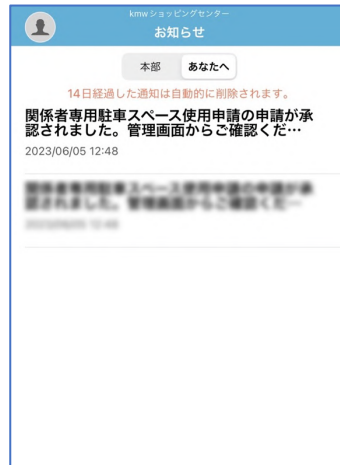 kmwショッピングセンター
お知らせ
本部 あなたへ
14日経過した通知は自動的に削除されます。
関係者専用駐車スペース使用申請の申請が承
認されました。管理画面からご確認くだ…
2023/06/05 12:48